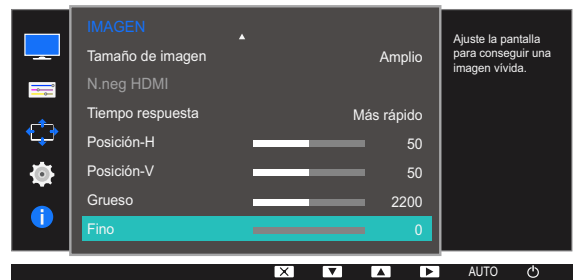 IMAGEN
Tamaño de imagen Amplio
N.neg HDMI
Tiempo respuesta Más rápido
Posición-H 50
Posición-V 50
Grueso 2200
Fino 0
Ajuste la pantalla
para conseguir una
imagen vívida.
AUTO